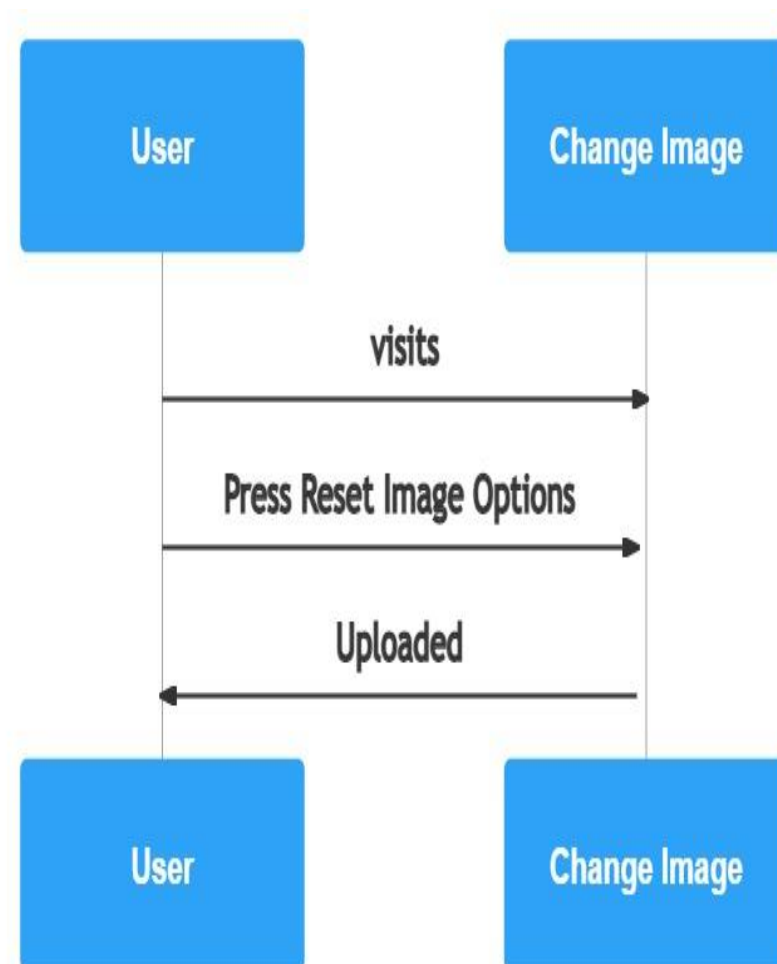 User
Change Image
visits
Press Reset Image Options
Uploaded
User
Change Image